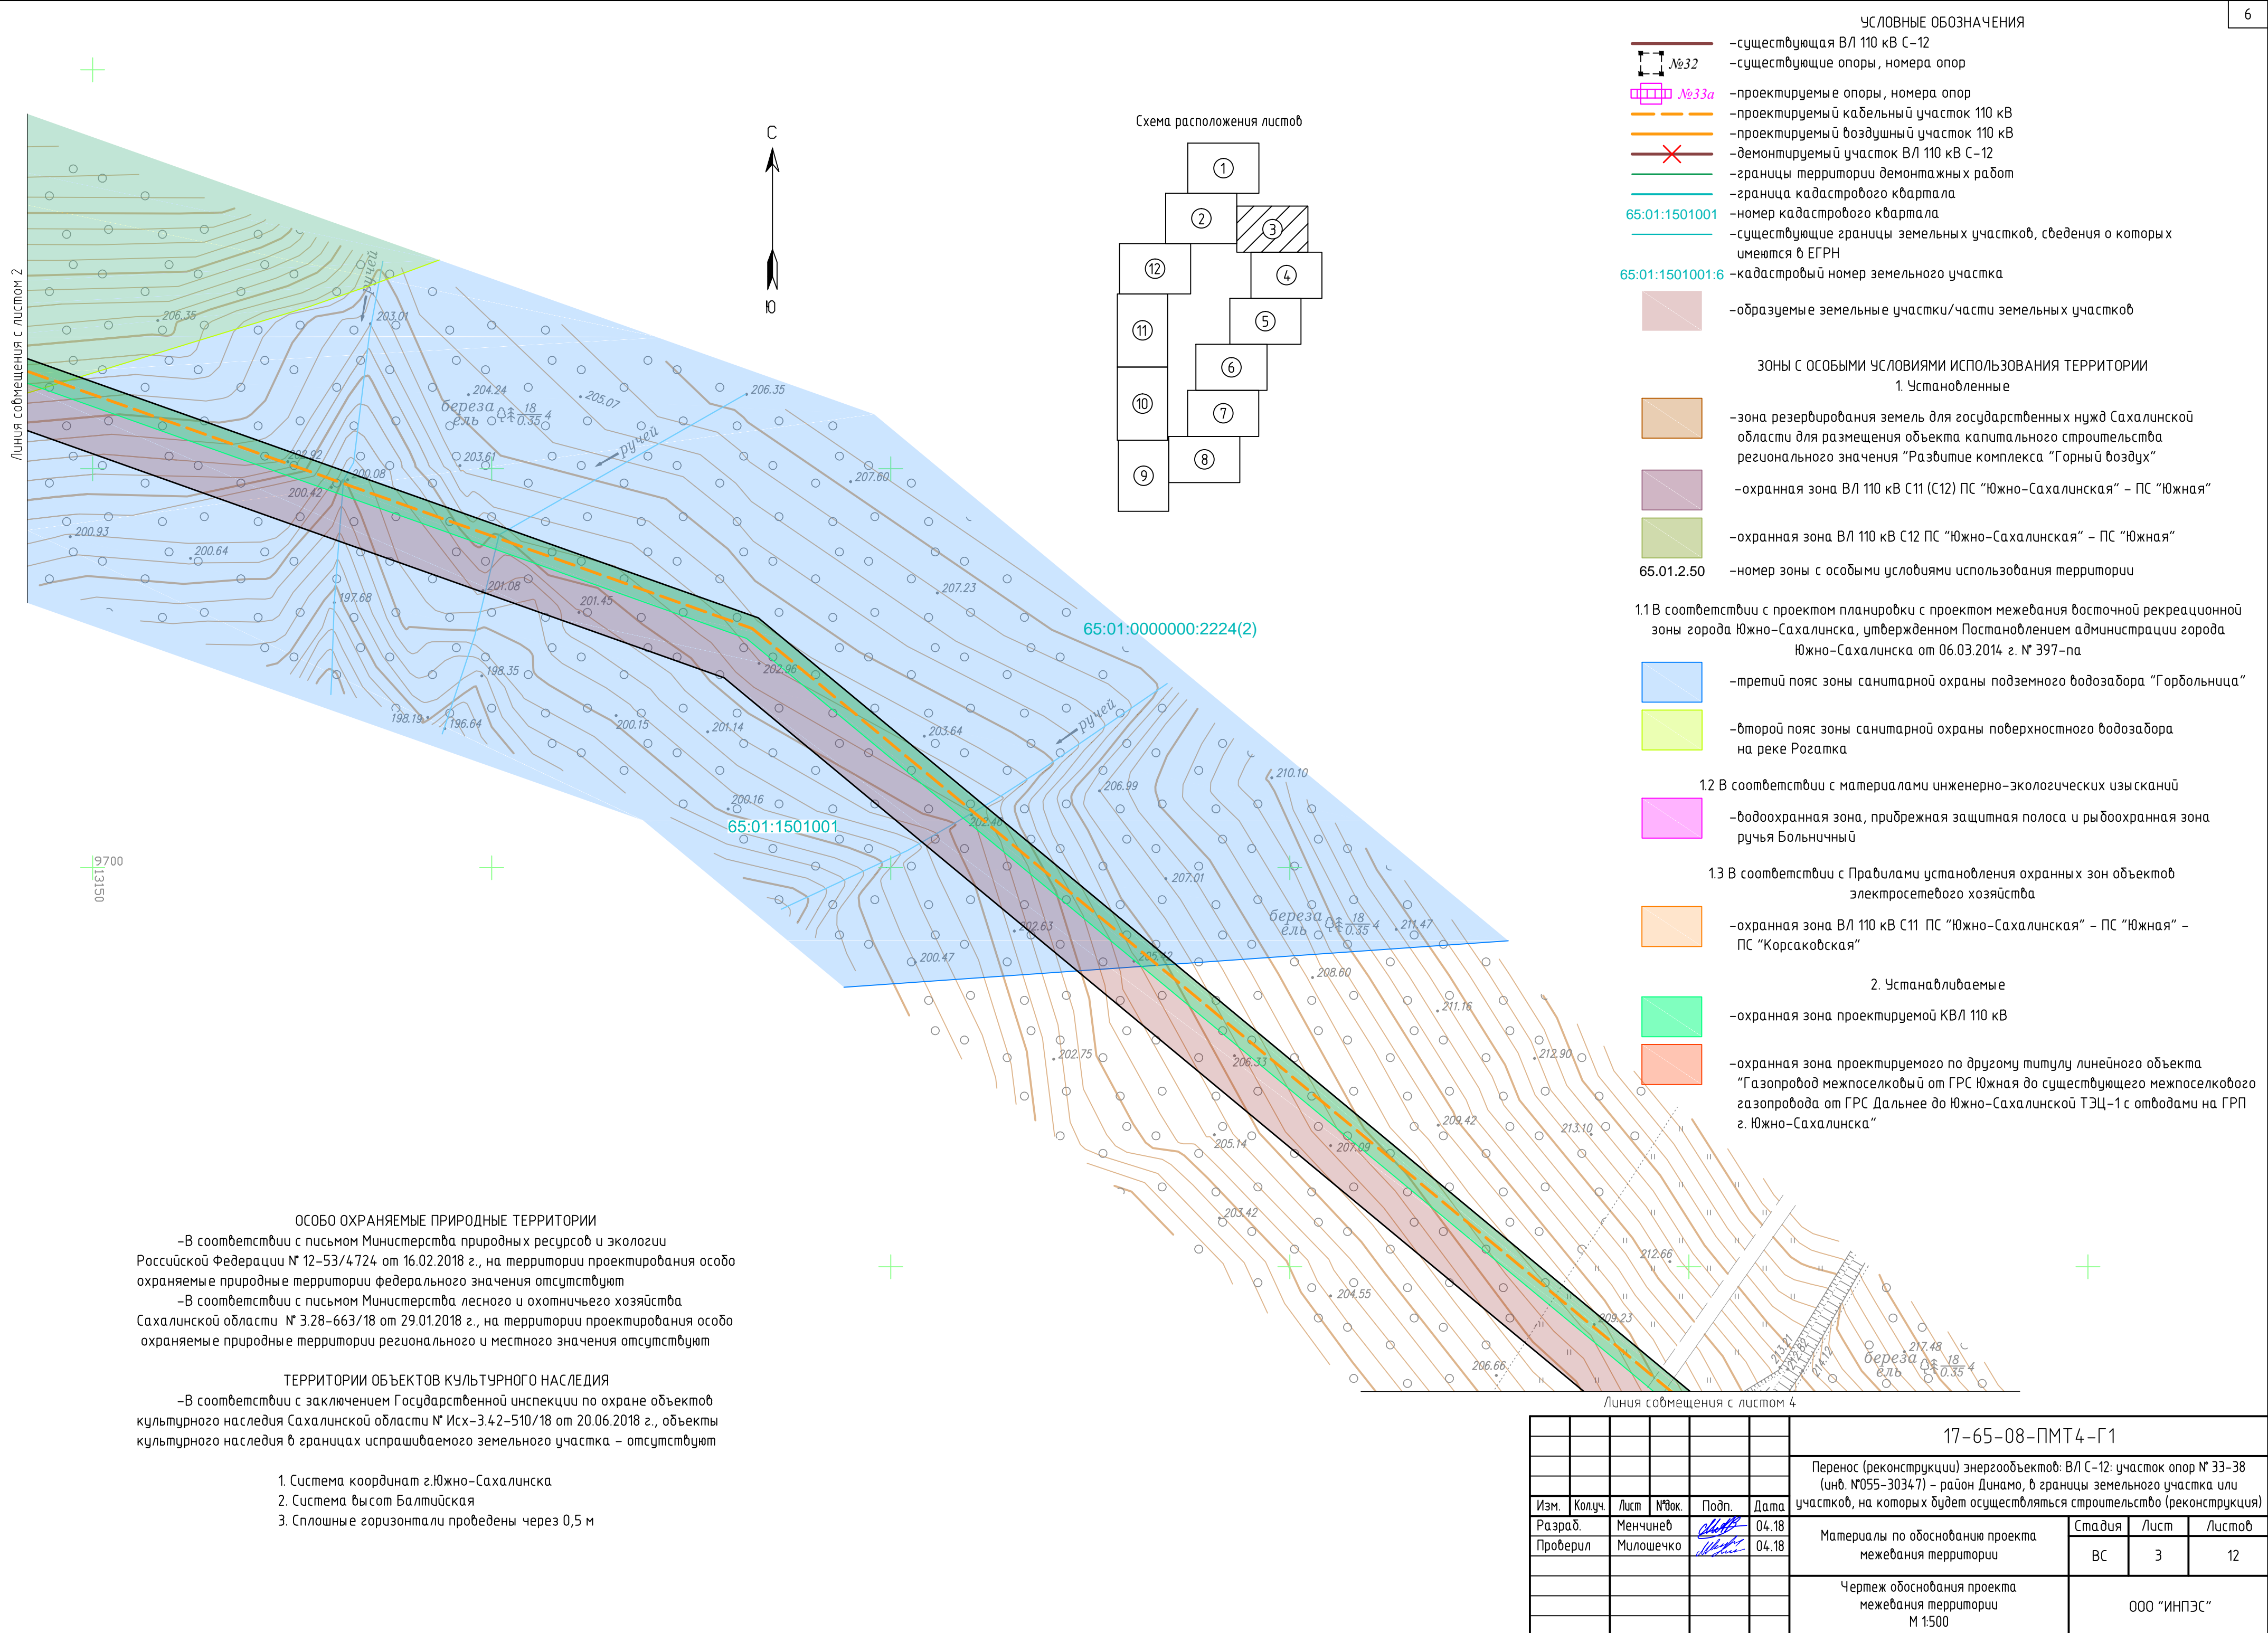 6
УСЛОВНЫЕ ОБОЗНАЧЕНИЯ
-существующая ВЛ 110 кВ С-12
№32 -существующие опоры, номера опор
№33а -проектируемые опоры, номера опор
-проектируемый кабельный участок 110 кВ
-проектируемый воздушный участок 110 кВ
-демонтируемый участок ВЛ 110 кВ С-12
-границы территории демонтажных работ
-граница кадастрового квартала
65:01:1501001 -номер кадастрового квартала
-существующие границы земельных участков, сведения о которых
имеются в ЕГРН
65:01:1501001:6 -кадастровый номер земельного участка
-образуемые земельные участки/части земельных участков
ЗОНЫ С ОСОБЫМИ УСЛОВИЯМИ ИСПОЛЬЗОВАНИЯ ТЕРРИТОРИИ
1. Установленные
-зона резервирования земель для государственных нужд Сахалинской
области для размещения объекта капитального строительства
регионального значения "Развитие комплекса "Горный воздух"
-охранная зона ВЛ 110 кВ С11 (С12) ПС "Южно-Сахалинская" - ПС "Южная"
-охранная зона ВЛ 110 кВ С12 ПС "Южно-Сахалинская" - ПС "Южная"
65.01.2.50 -номер зоны с особыми условиями использования территории
1.1 В соответствии с проектом планировки с проектом межевания восточной рекреационной
зоны города Южно-Сахалинска, утвержденном Постановлением администрации города
Южно-Сахалинска от 06.03.2014 г. № 397-па
-третий пояс зоны санитарной охраны подземного водозабора "Горбольница"
-второй пояс зоны санитарной охраны поверхностного водозабора
на реке Рогатка
1.2 В соответствии с материалами инженерно-экологических изысканий
-водоохранная зона, прибрежная защитная полоса и рыбоохранная зона
ручья Больничный
1.3 В соответствии с Правилами установления охранных зон объектов
электросетевого хозяйства
-охранная зона ВЛ 110 кВ С11 ПС "Южно-Сахалинская" - ПС "Южная" -
ПС "Корсаковская"
2. Устанавливаемые
-охранная зона проектируемой КВЛ 110 кВ
-охранная зона проектируемого по другому титулу линейного объекта
"Газопровод межпоселковый от ГРС Южная до существующего межпоселкового
газопровода от ГРС Дальнее до Южно-Сахалинской ТЭЦ-1 с отводами на ГРП
г. Южно-Сахалинска"
С
Ю
Схема расположения листов
1
2
3
12
4
11
5
6
10
7
8
9
Линия совмещения с листом 2
ручей
206.35
203.01
204.24
205.07
206.35
береза
ель
18
0.35
4
ручей
202.92
203.61
200.08
200.42
207.60
200.93
200.64
201.08
201.45
207.23
197.68
65:01:0000000:2224(2)
202.96
198.35
198.19
196.64
200.15
201.14
203.64
ручей
210.10
206.99
200.16
65:01:1501001
202.46
9700
13150
207.01
береза
ель
18
0.35
4
211.47
202.63
200.47
205.42
208.60
211.16
202.75
206.33
212.90
209.42
213.10
205.14
207.09
203.42
212.66
204.55
209.23
206.66
213.21
212.82
214.12
217.48
береза
ель
18
0.35
4
Линия совмещения с листом 4
ОСОБО ОХРАНЯЕМЫЕ ПРИРОДНЫЕ ТЕРРИТОРИИ
-В соответствии с письмом Министерства природных ресурсов и экологии
Российской Федерации № 12-53/4724 от 16.02.2018 г., на территории проектирования особо
охраняемые природные территории федерального значения отсутствуют
-В соответствии с письмом Министерства лесного и охотничьего хозяйства
Сахалинской области № 3.28-663/18 от 29.01.2018 г., на территории проектирования особо
охраняемые природные территории регионального и местного значения отсутствуют
ТЕРРИТОРИИ ОБЪЕКТОВ КУЛЬТУРНОГО НАСЛЕДИЯ
-В соответствии с заключением Государственной инспекции по охране объектов
культурного наследия Сахалинской области № Исх-3.42-510/18 от 20.06.2018 г., объекты
культурного наследия в границах испрашиваемого земельного участка - отсутствуют
1. Система координат г.Южно-Сахалинска
2. Система высот Балтийская
3. Сплошные горизонтали проведены через 0,5 м
17-65-08-ПМТ4-Г1
Перенос (реконструкции) энергообъектов: ВЛ С-12: участок опор № 33-38
(инв. №055-30347) - район Динамо, в границы земельного участка или
участков, на которых будет осуществляться строительство (реконструкция)
Изм. Кол.уч. Лист №док. Подп. Дата
Разраб. Менчинев 04.18
Проверил Милошечко 04.18
Материалы по обоснованию проекта
межевания территории
Стадия Лист Листов
ВС 3 12
Чертеж обоснования проекта
межевания территории
М 1:500
ООО "ИНПЭС"